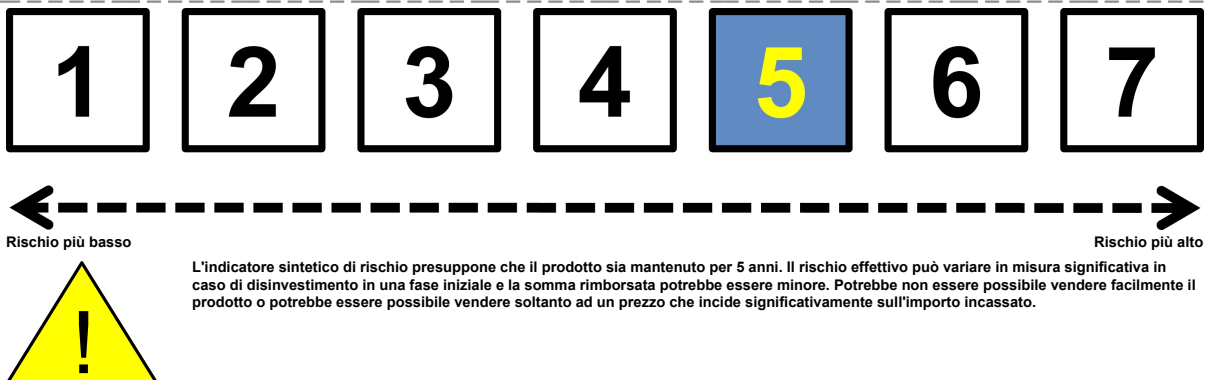 1 2 3 4 5 6 7
Rischio più basso Rischio più alto
L'indicatore sintetico di rischio presuppone che il prodotto sia mantenuto per 5 anni. Il rischio effettivo può variare in misura significativa in
caso di disinvestimento in una fase iniziale e la somma rimborsata potrebbe essere minore. Potrebbe non essere possibile vendere facilmente il
prodotto o potrebbe essere possibile vendere soltanto ad un prezzo che incide significativamente sull'importo incassato.
!